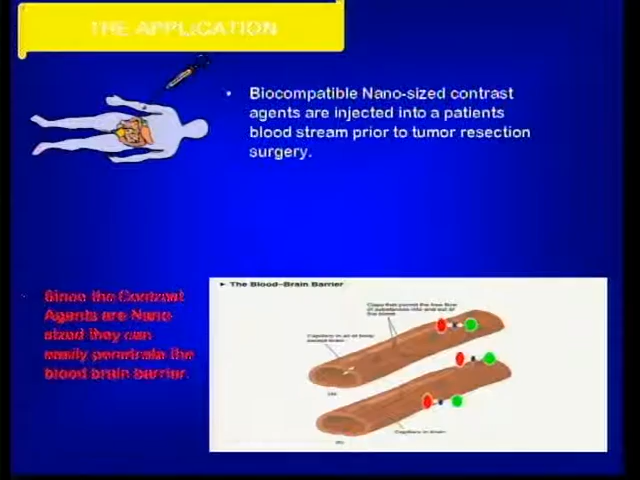 THE APPLICATION
• Biocompatible Nano-sized contrast
agents are injected into a patients
blood stream prior to tumor resection
surgery.
Since the Contrast
Agents are Nano-
sized they can
easily penetrate the
blood brain barrier.
► The Blood–Brain Barrier
Gaps that permit the free flow
of substances into and out of
the blood
Capillary in all of body
except brain
(a)
Capillary in brain
(b)